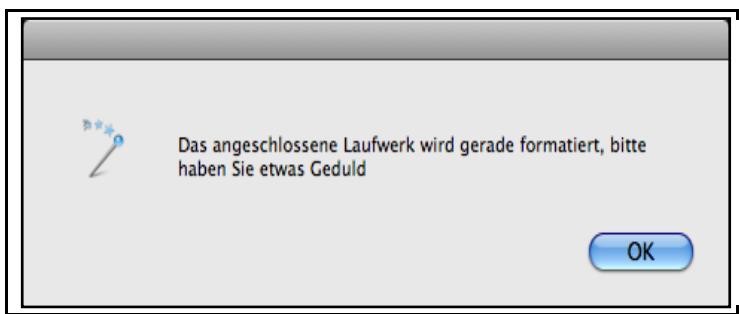 Das angeschlossene Laufwerk wird gerade formatiert, bitte
haben Sie etwas Geduld
OK